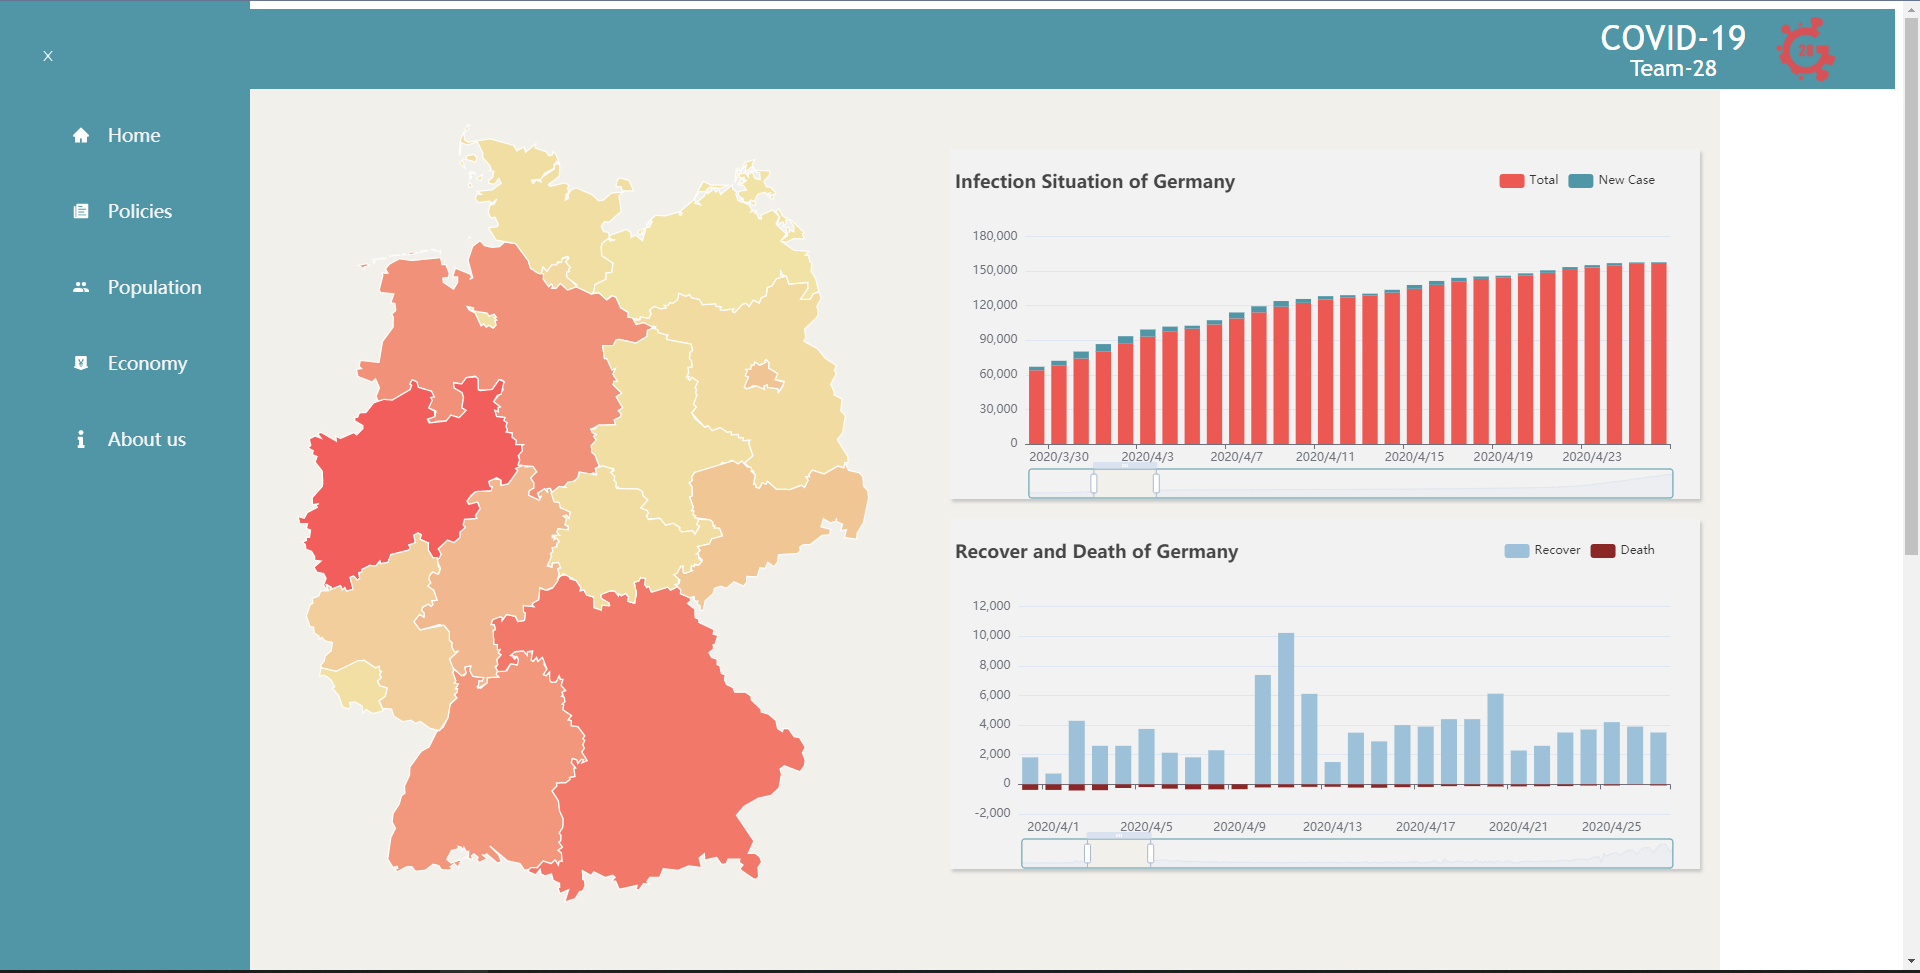 COVID-19
Team-28
28
X
Home
Policies
Population
Economy
About us
Infection Situation of Germany
Total
New Case
180,000
150,000
120,000
90,000
60,000
30,000
0
2020/3/30 2020/4/3 2020/4/7 2020/4/11 2020/4/15 2020/4/19 2020/4/23
Recover and Death of Germany
Recover
Death
12,000
10,000
8,000
6,000
4,000
2,000
0
-2,000
2020/4/1 2020/4/5 2020/4/9 2020/4/13 2020/4/17 2020/4/21 2020/4/25